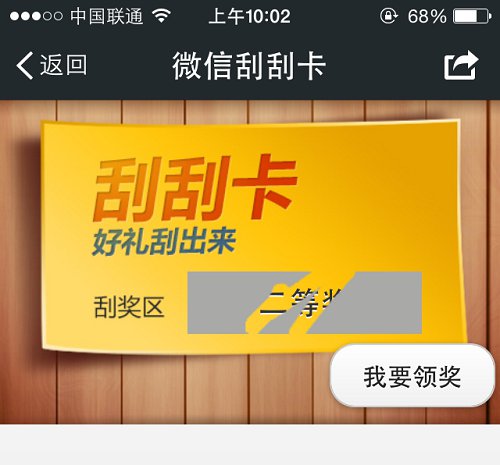 中国联通 上午10:02 68%
返回 微信刮刮卡
刮刮卡
好礼刮出来
刮奖区 二等奖
我要领奖